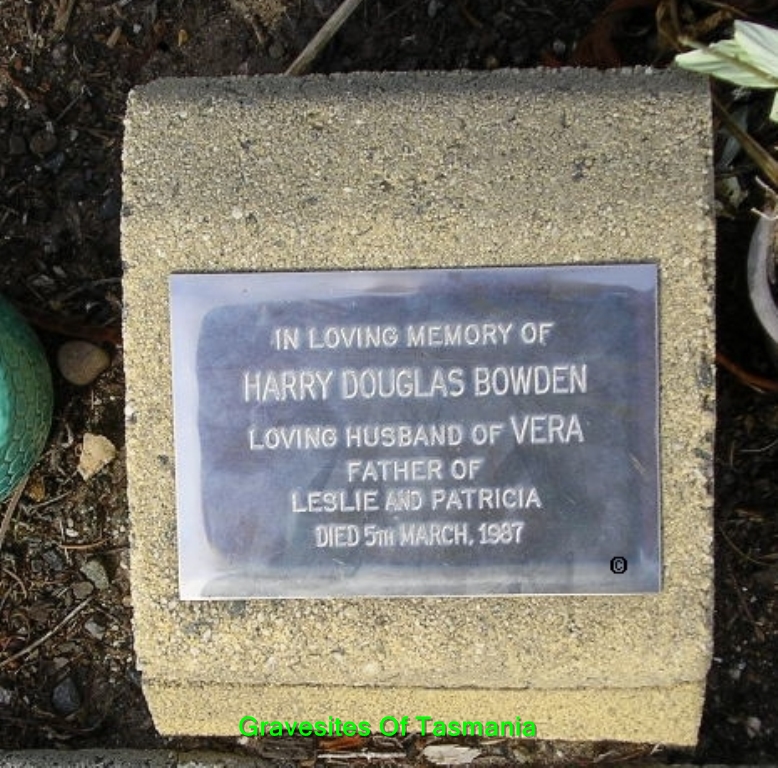 IN LOVING MEMORY OF
HARRY DOUGLAS BOWDEN
LOVING HUSBAND OF VERA
FATHER OF
LESLIE AND PATRICIA
DIED 5TH MARCH, 1987
©
Gravesites Of Tasmania